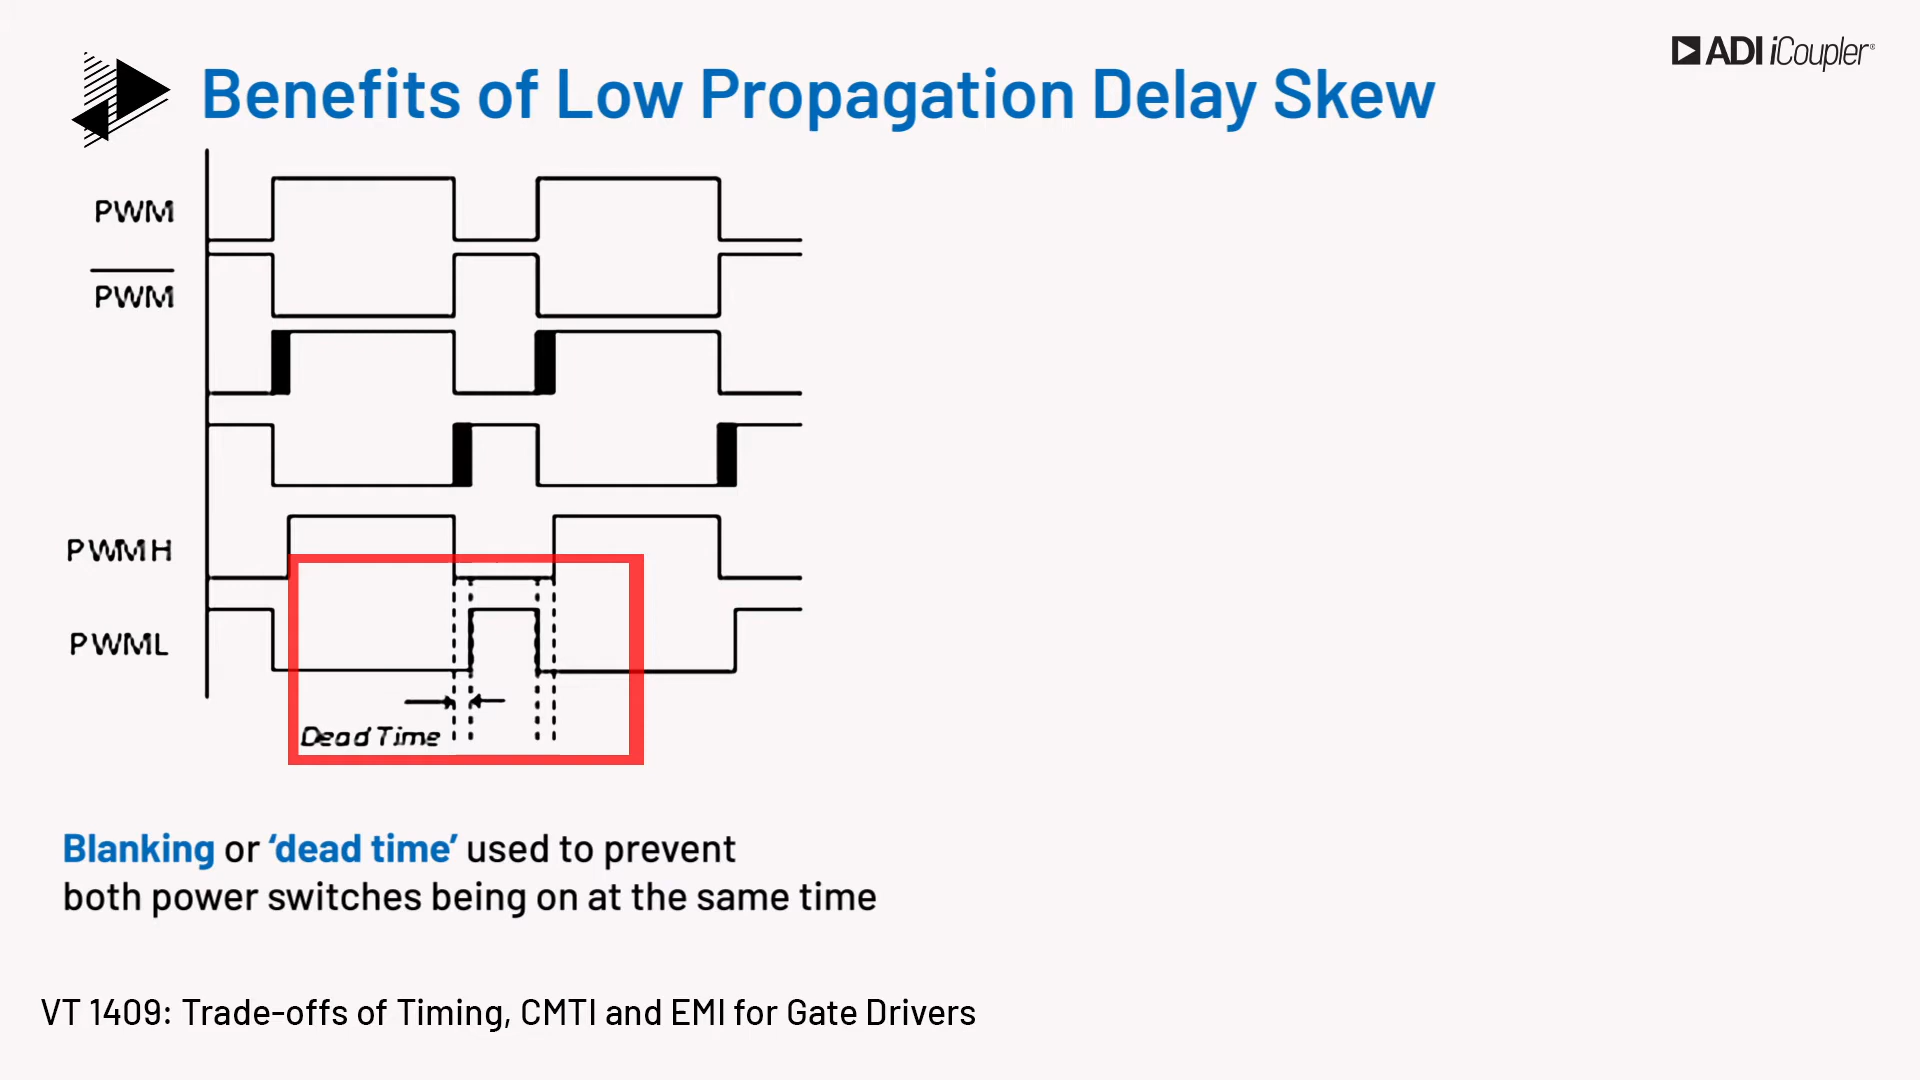 ADI iCoupler®
Benefits of Low Propagation Delay Skew
PWM
PWM
PWMH
PWML
Dead Time
Blanking or ‘dead time’ used to prevent
both power switches being on at the same time
VT 1409: Trade-offs of Timing, CMTI and EMI for Gate Drivers